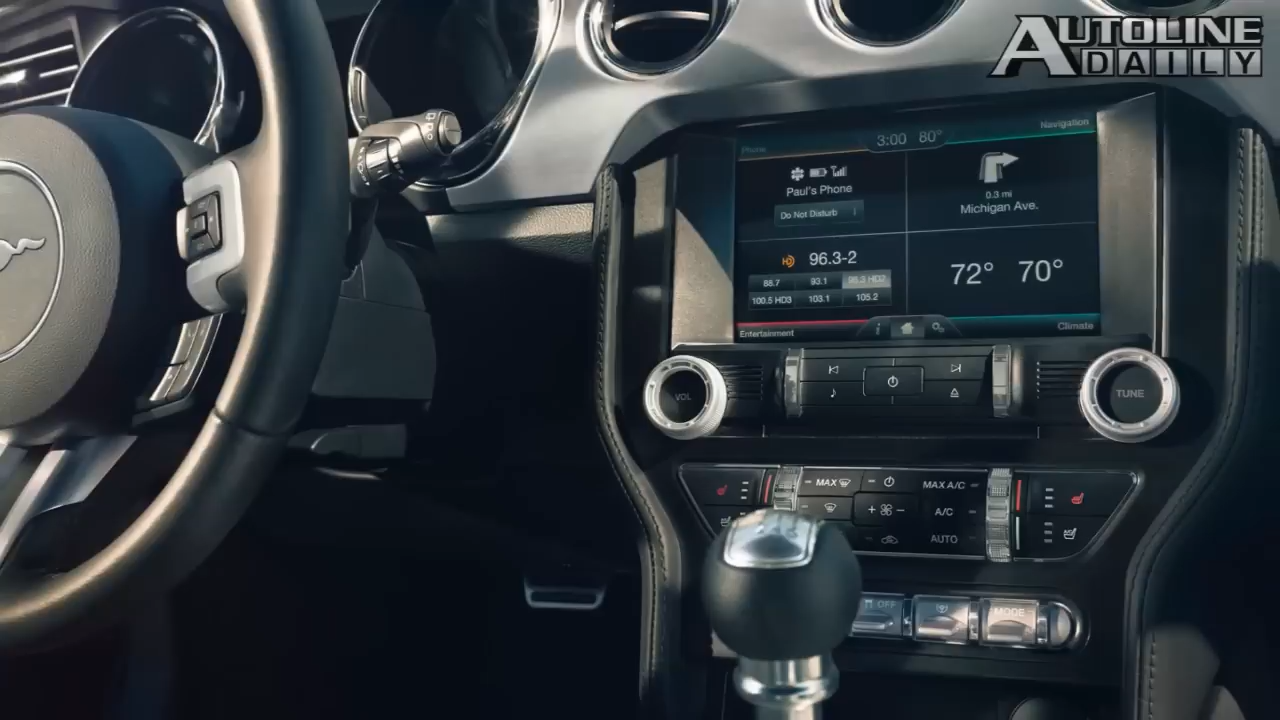 AUTOLINE
DAILY
Phone
3:00 80°
Navigation
Paul's Phone
Do Not Disturb
0.3 mi
Michigan Ave.
96.3-2
88.7 93.1 96.3 HD2
100.5 HD3 103.1 105.2
72° 70°
Entertainment
Climate
VOL
TUNE
MAX
MAX A/C
A/C
AUTO
OFF
MODE